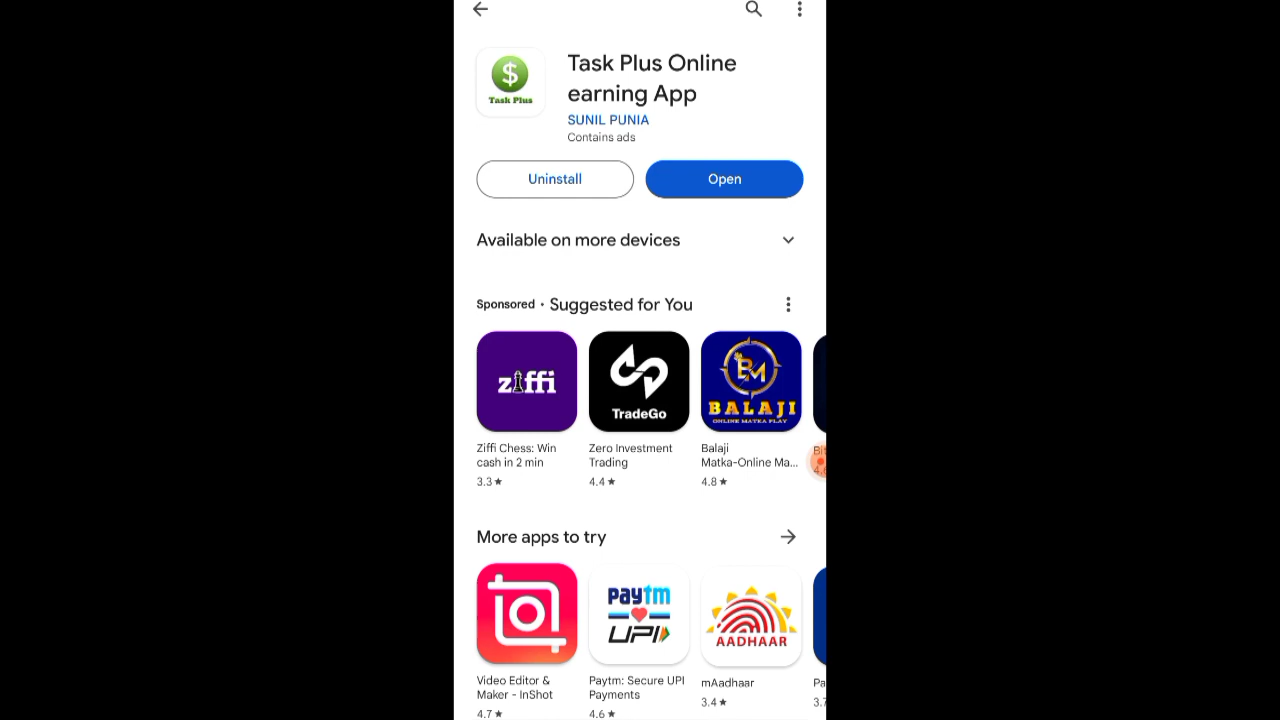 Task Plus Online
earning App
$
Task Plus
SUNIL PUNIA
Contains ads
Uninstall
Open
Available on more devices
Sponsored • Suggested for You
ziffi
TradeGo
BM
BALAJI
ONLINE MATKA PLAY
Ziffi Chess: Win
cash in 2 min
3.3 ★
Zero Investment
Trading
4.4 ★
Balaji
Matka-Online Ma...
4.8 ★
More apps to try
paytm
UPI
AADHAAR
Video Editor &
Maker - InShot
4.7 ★
Paytm: Secure UPI
Payments
4.6 ★
mAadhaar
3.4 ★
Pa
3.7